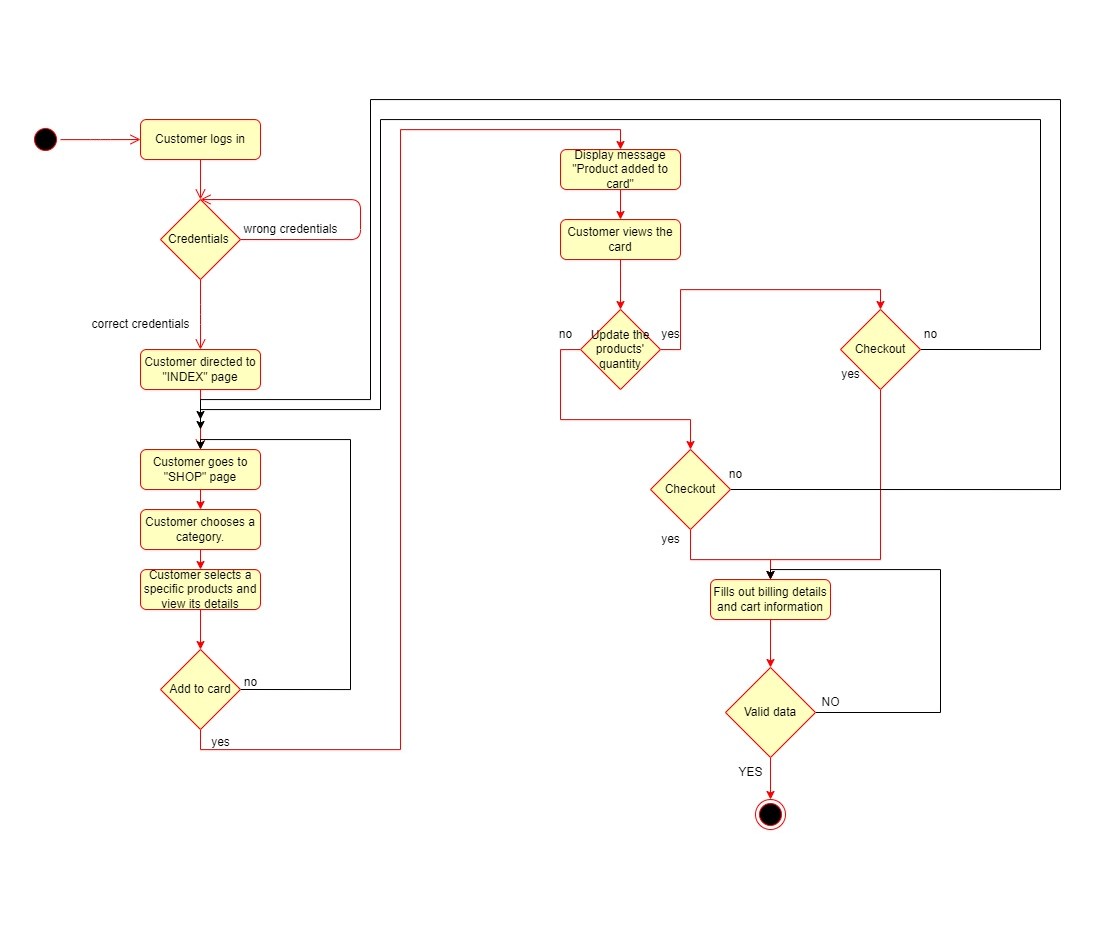 Customer logs in
Credentials
wrong credentials
correct credentials
Customer directed to
"INDEX" page
Customer goes to
"SHOP" page
Customer chooses a
category.
Customer selects a
specific products and
view its details
Add to card
no
yes
Display message
"Product added to
card"
Customer views the
card
no
Update the
products'
quantity
yes
Checkout
no
yes
Checkout
no
yes
Fills out billing details
and cart information
Valid data
NO
YES